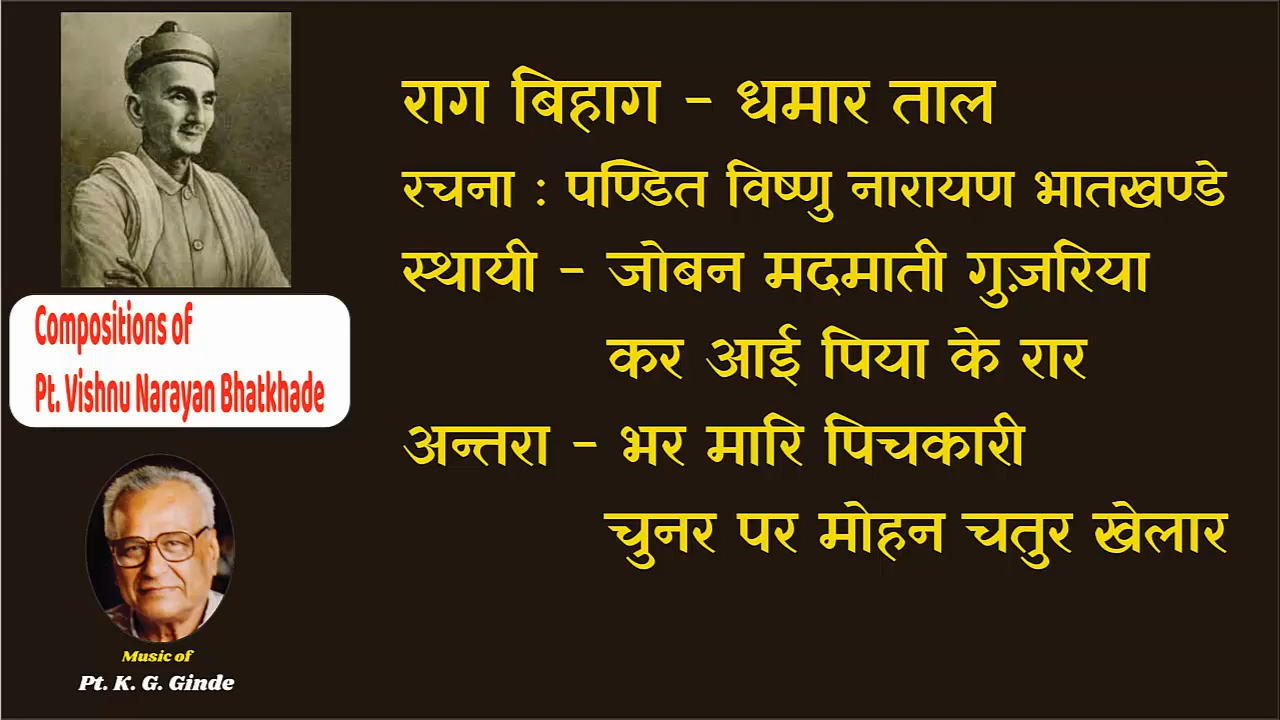 राग बिहाग - धमार ताल
रचना : पण्डित विष्णु नारायण भातखण्डे
स्थायी - जोबन मदमाती गुज़रिया
कर आई पिया के रार
अन्तरा - भर मारि पिचकारी
चुनर पर मोहन चतुर खेलार
Compositions of
Pt. Vishnu Narayan Bhatkhade
Music of
Pt. K. G. Ginde